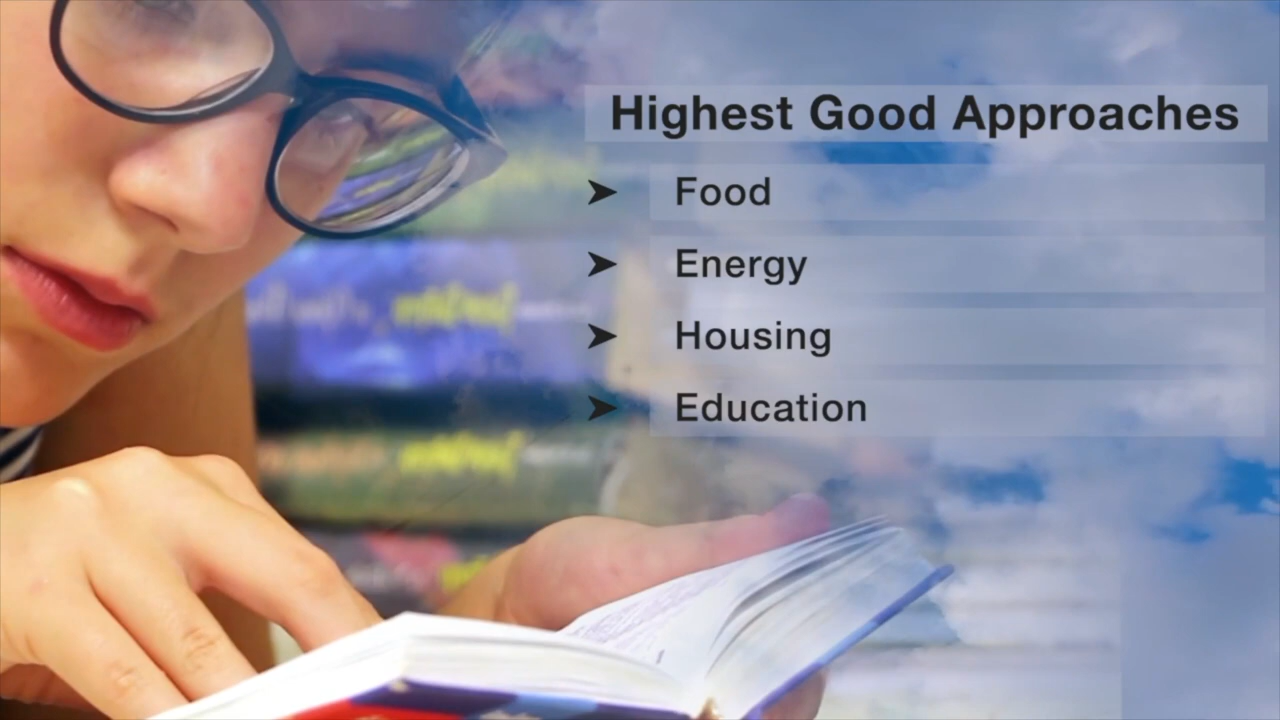 Highest Good Approaches
➤ Food
➤ Energy
➤ Housing
➤ Education